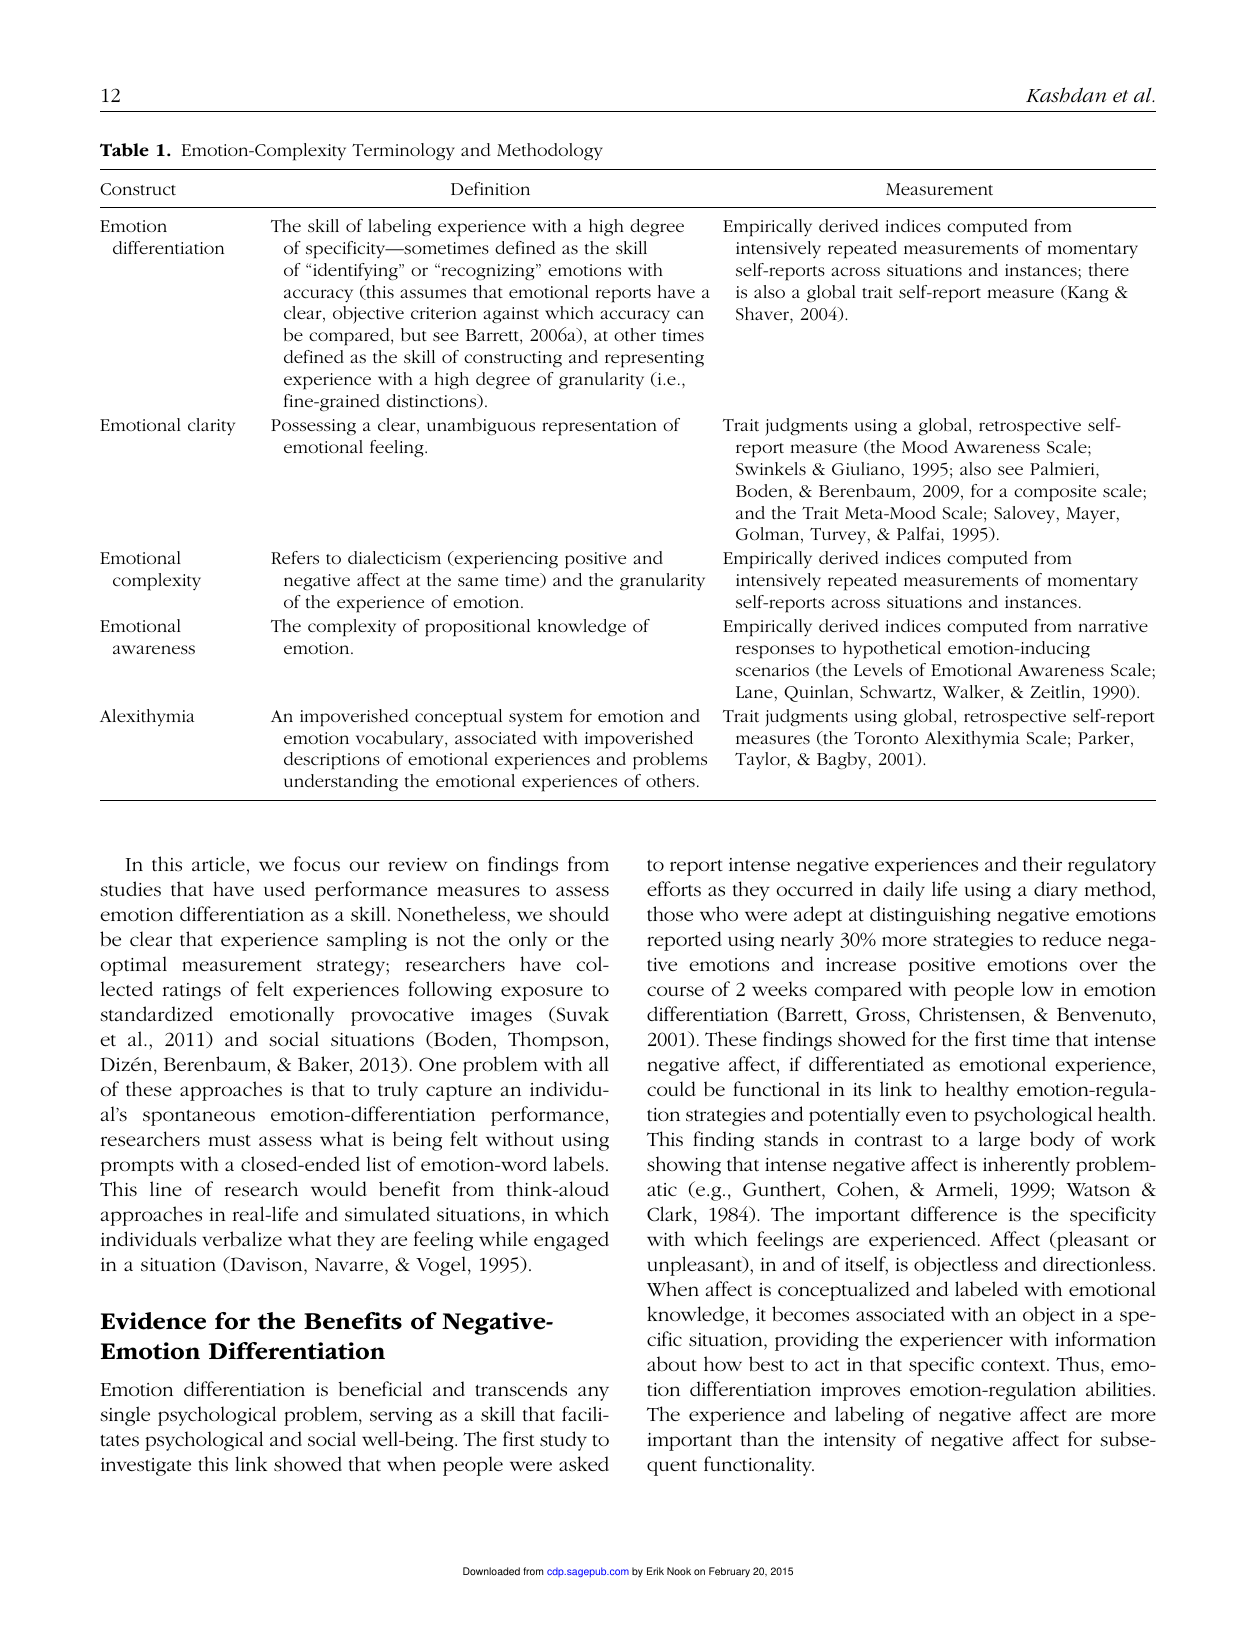 12
Kashdan et al.
Table 1. Emotion-Complexity Terminology and Methodology
Construct
Definition
Measurement
Emotion
differentiation
The skill of labeling experience with a high degree
of specificity—sometimes defined as the skill
of “identifying” or “recognizing” emotions with
accuracy (this assumes that emotional reports have a
clear, objective criterion against which accuracy can
be compared, but see Barrett, 2006a), at other times
defined as the skill of constructing and representing
experience with a high degree of granularity (i.e.,
fine-grained distinctions).
Empirically derived indices computed from
intensively repeated measurements of momentary
self-reports across situations and instances; there
is also a global trait self-report measure (Kang &
Shaver, 2004).
Emotional clarity
Possessing a clear, unambiguous representation of
emotional feeling.
Trait judgments using a global, retrospective self-
report measure (the Mood Awareness Scale;
Swinkels & Giuliano, 1995; also see Palmieri,
Boden, & Berenbaum, 2009, for a composite scale;
and the Trait Meta-Mood Scale; Salovey, Mayer,
Golman, Turvey, & Palfai, 1995).
Emotional
complexity
Refers to dialecticism (experiencing positive and
negative affect at the same time) and the granularity
of the experience of emotion.
Empirically derived indices computed from
intensively repeated measurements of momentary
self-reports across situations and instances.
Emotional
awareness
The complexity of propositional knowledge of
emotion.
Empirically derived indices computed from narrative
responses to hypothetical emotion-inducing
scenarios (the Levels of Emotional Awareness Scale;
Lane, Quinlan, Schwartz, Walker, & Zeitlin, 1990).
Alexithymia
An impoverished conceptual system for emotion and
emotion vocabulary, associated with impoverished
descriptions of emotional experiences and problems
understanding the emotional experiences of others.
Trait judgments using global, retrospective self-report
measures (the Toronto Alexithymia Scale; Parker,
Taylor, & Bagby, 2001).
In this article, we focus our review on findings from
studies that have used performance measures to assess
emotion differentiation as a skill. Nonetheless, we should
be clear that experience sampling is not the only or the
optimal measurement strategy; researchers have col-
lected ratings of felt experiences following exposure to
standardized emotionally provocative images (Suvak
et al., 2011) and social situations (Boden, Thompson,
Dizén, Berenbaum, & Baker, 2013). One problem with all
of these approaches is that to truly capture an individu-
al’s spontaneous emotion-differentiation performance,
researchers must assess what is being felt without using
prompts with a closed-ended list of emotion-word labels.
This line of research would benefit from think-aloud
approaches in real-life and simulated situations, in which
individuals verbalize what they are feeling while engaged
in a situation (Davison, Navarre, & Vogel, 1995).
Evidence for the Benefits of Negative-
Emotion Differentiation
Emotion differentiation is beneficial and transcends any
single psychological problem, serving as a skill that facili-
tates psychological and social well-being. The first study to
investigate this link showed that when people were asked
to report intense negative experiences and their regulatory
efforts as they occurred in daily life using a diary method,
those who were adept at distinguishing negative emotions
reported using nearly 30% more strategies to reduce nega-
tive emotions and increase positive emotions over the
course of 2 weeks compared with people low in emotion
differentiation (Barrett, Gross, Christensen, & Benvenuto,
2001). These findings showed for the first time that intense
negative affect, if differentiated as emotional experience,
could be functional in its link to healthy emotion-regula-
tion strategies and potentially even to psychological health.
This finding stands in contrast to a large body of work
showing that intense negative affect is inherently problem-
atic (e.g., Gunthert, Cohen, & Armeli, 1999; Watson &
Clark, 1984). The important difference is the specificity
with which feelings are experienced. Affect (pleasant or
unpleasant), in and of itself, is objectless and directionless.
When affect is conceptualized and labeled with emotional
knowledge, it becomes associated with an object in a spe-
cific situation, providing the experiencer with information
about how best to act in that specific context. Thus, emo-
tion differentiation improves emotion-regulation abilities.
The experience and labeling of negative affect are more
important than the intensity of negative affect for subse-
quent functionality.
Downloaded from cdp.sagepub.com by Erik Nook on February 20, 2015